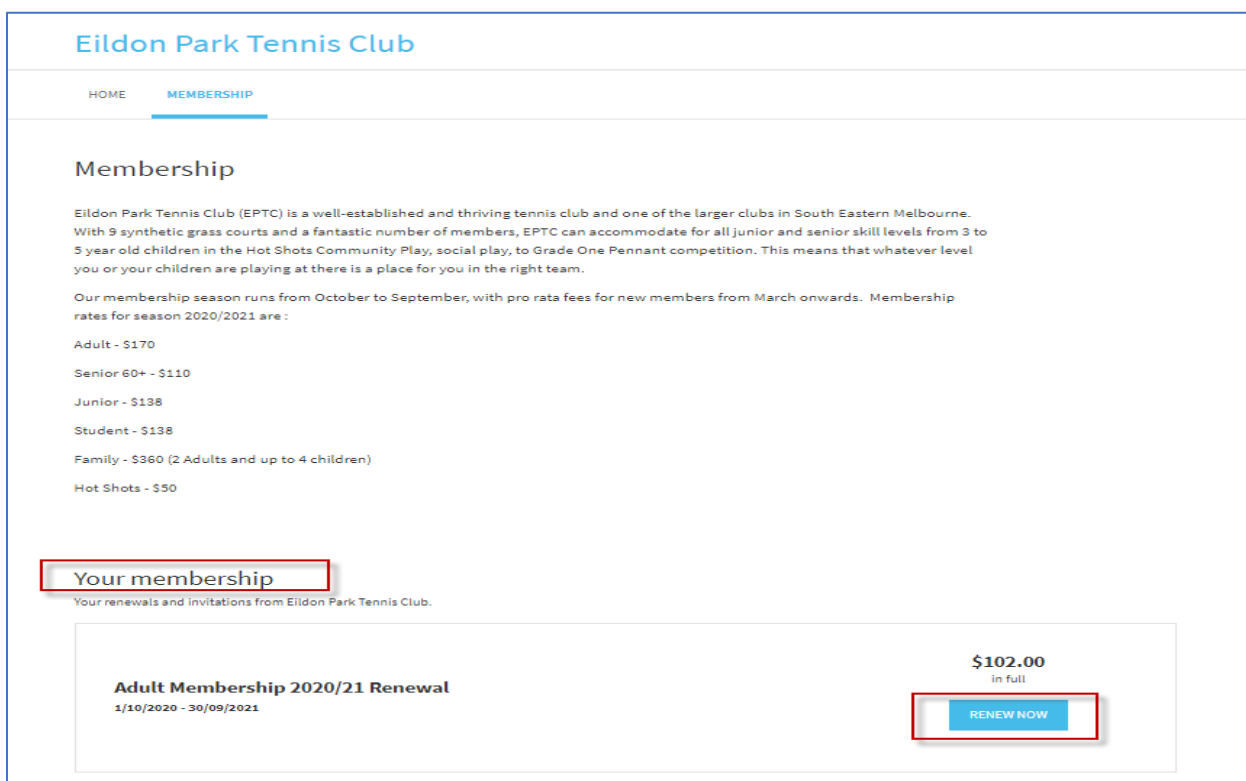 Eildon Park Tennis Club
HOME MEMBERSHIP
Membership
Eildon Park Tennis Club (EPTC) is a well-established and thriving tennis club and one of the larger clubs in South Eastern Melbourne.
With 9 synthetic grass courts and a fantastic number of members, EPTC can accommodate for all junior and senior skill levels from 3 to
5 year old children in the Hot Shots Community Play, social play, to Grade One Pennant competition. This means that whatever level
you or your children are playing at there is a place for you in the right team.
Our membership season runs from October to September, with pro rata fees for new members from March onwards. Membership
rates for season 2020/2021 are :
Adult - $170
Senior 60+ - $110
Junior - $138
Student - $138
Family - $360 (2 Adults and up to 4 children)
Hot Shots - $50
Your membership
Your renewals and invitations from Eildon Park Tennis Club.
Adult Membership 2020/21 Renewal
1/10/2020 - 30/09/2021
$102.00
in full
RENEW NOW